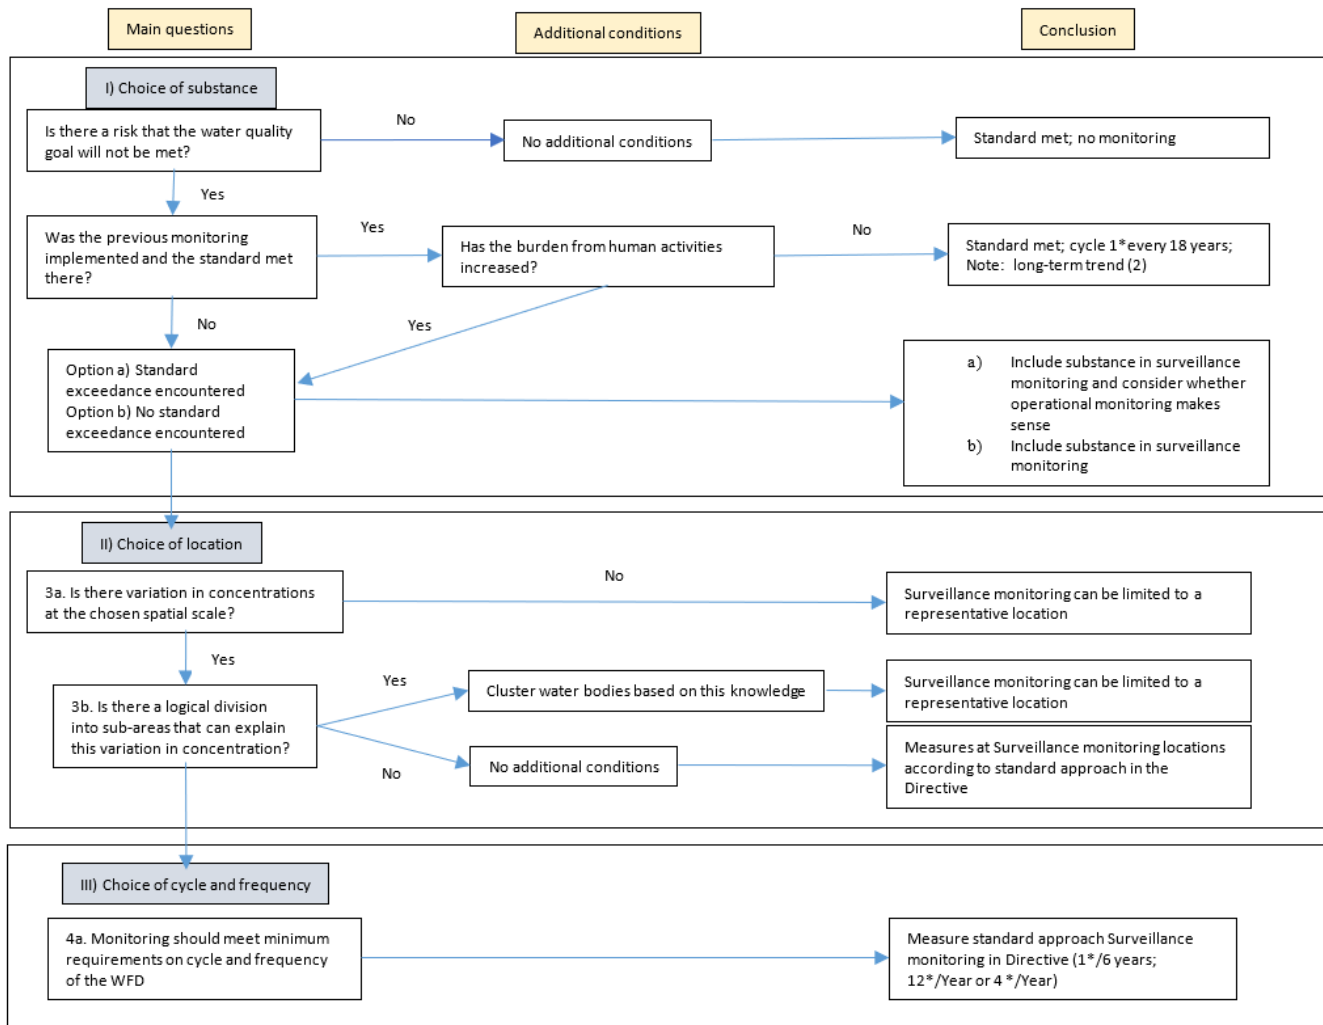 Main questions
Additional conditions
Conclusion
I) Choice of substance
Is there a risk that the water quality
goal will not be met?
No
No additional conditions
Standard met; no monitoring
Yes
Was the previous monitoring
implemented and the standard met
there?
Yes
Has the burden from human activities
increased?
No
Standard met; cycle 1*every 18 years;
Note: long-term trend (2)
No
Yes
Option a) Standard
exceedance encountered
Option b) No standard
exceedance encountered
a) Include substance in surveillance
monitoring and consider whether
operational monitoring makes
sense
b) Include substance in surveillance
monitoring
II) Choice of location
3a. Is there variation in concentrations
at the chosen spatial scale?
No
Surveillance monitoring can be limited to a
representative location
Yes
3b. Is there a logical division
into sub-areas that can explain
this variation in concentration?
Yes
Cluster water bodies based on this knowledge
Surveillance monitoring can be limited to a
representative location
No
No additional conditions
Measures at Surveillance monitoring locations
according to standard approach in the
Directive
III) Choice of cycle and frequency
4a. Monitoring should meet minimum
requirements on cycle and frequency
of the WFD
Measure standard approach Surveillance
monitoring in Directive (1*/6 years;
12*/Year or 4 */Year)